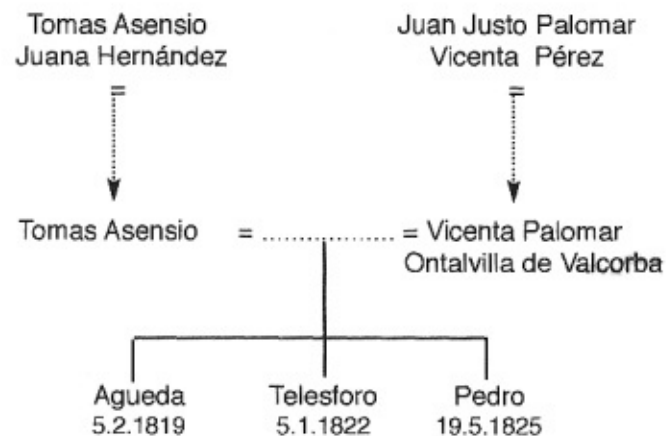 Tomas Asensio
Juana Hernández
Juan Justo Palomar
Vicenta Pérez
=
=
Tomas Asensio = .................. = Vicenta Palomar
Ontalvilla de Valcorba
Agueda
5.2.1819
Telesforo
5.1.1822
Pedro
19.5.1825